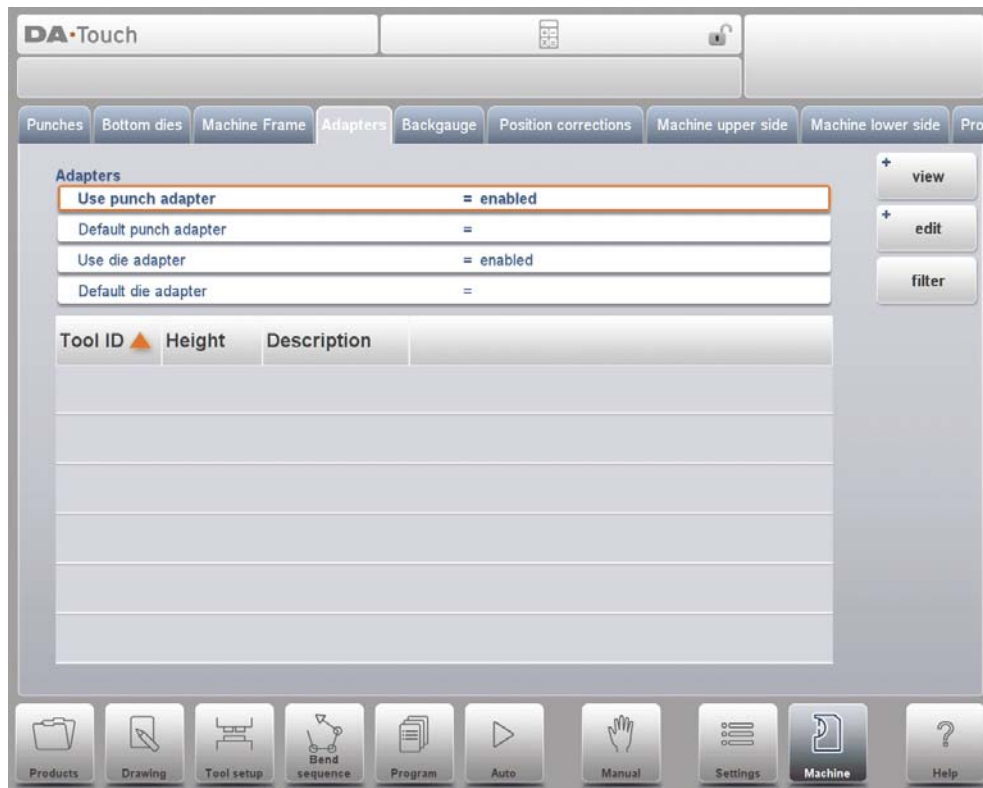 DA·Touch
Punches Bottom dies Machine Frame Adapters Backgauge Position corrections Machine upper side Machine lower side Pro
Adapters
Use punch adapter = enabled
Default punch adapter =
Use die adapter = enabled
Default die adapter =
view
edit
filter
Tool ID Height Description
Products Drawing Tool setup Bend sequence Program Auto Manual Settings Machine Help